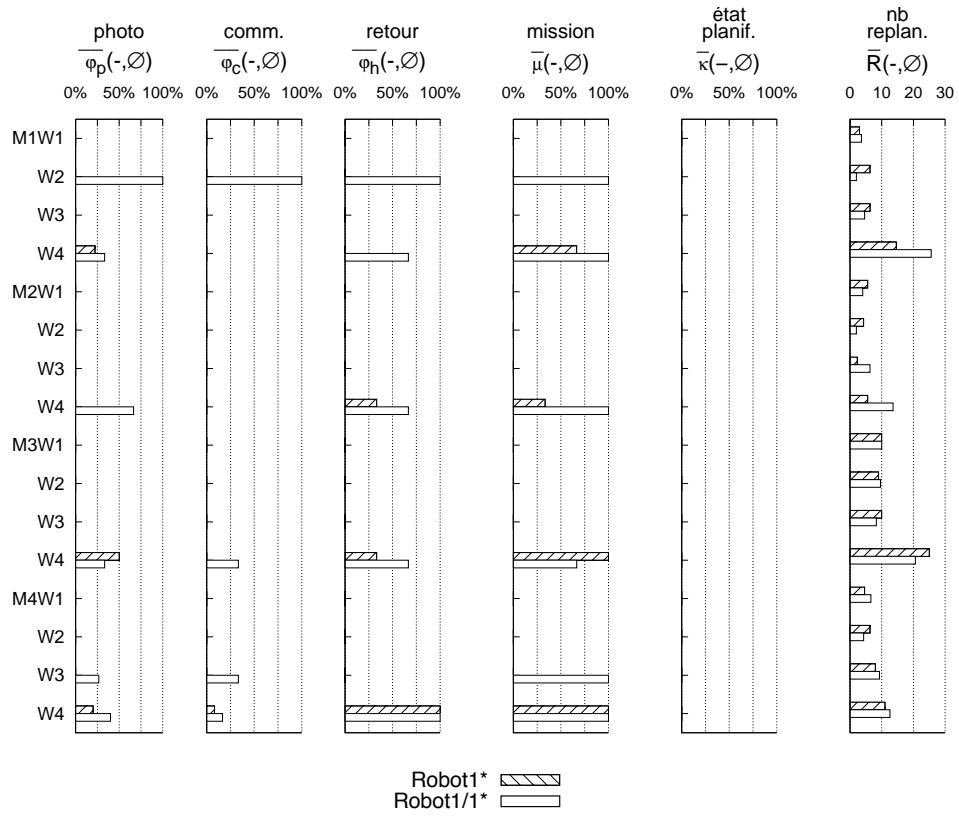 photo comm. retour mission état planif. nb replan.
φp(-,∅) φc(-,∅) φh(-,∅) μ(-,∅) κ(–,∅) R(-,∅)
0% 50% 100% 0% 50% 100% 0% 50% 100% 0% 50% 100% 0% 50% 100% 0 10 20 30
M1W1
W2
W3
W4
M2W1
W2
W3
W4
M3W1
W2
W3
W4
M4W1
W2
W3
W4
Robot1*
Robot1/1*